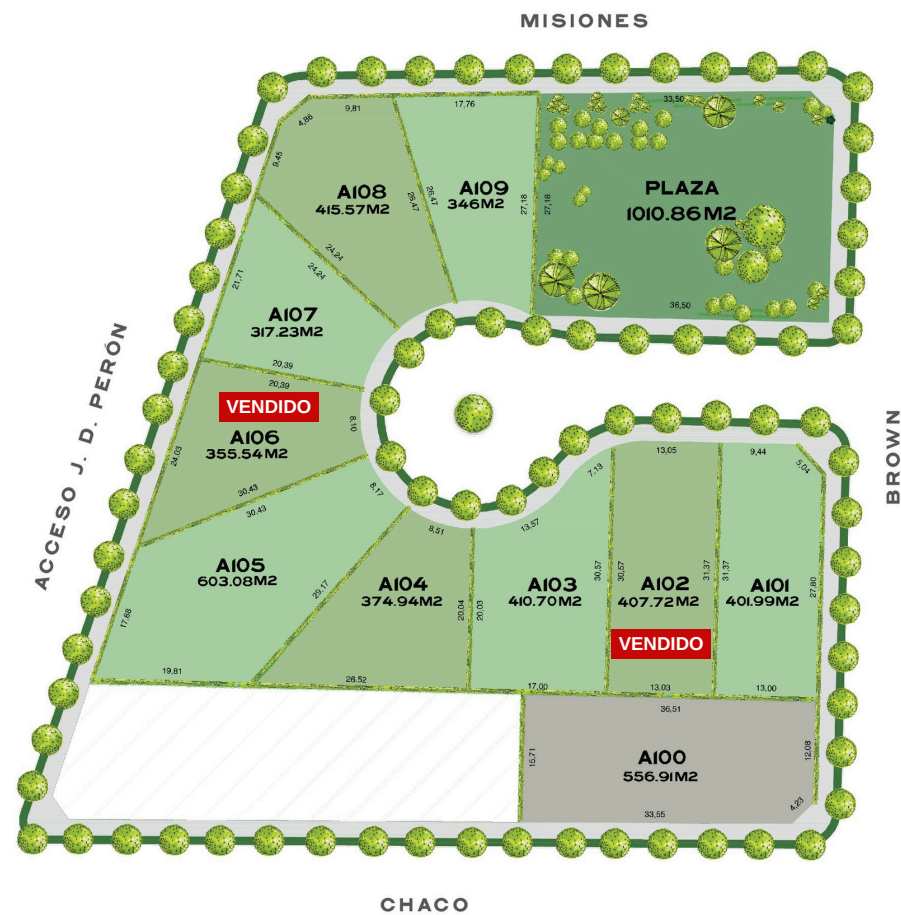 MISIONES
33,50
9,81
17,76
4,86
9,45
A108
415.57M2
26,47
26,47
A109
346M2
27,18
27,18
PLAZA
1010.86M2
24,24
24,24
21,71
A107
317.23M2
36,50
20,39
20,39
VENDIDO
A106
355.54M2
8,10
24,03
30,43
30,43
8,17
ACCESO J. D. PERÓN
BROWN
A105
603.08M2
29,17
17,68
19,81
8,51
A104
374.94M2
20,04
26,52
13,57
7,13
20,03
A103
410.70M2
30,57
17,00
13,05
30,57
A102
407.72M2
31,37
VENDIDO
13,03
9,44
5,04
31,37
A101
401.99M2
27,80
13,00
36,51
15,71
A100
556.91M2
12,08
4,23
33,55
CHACO